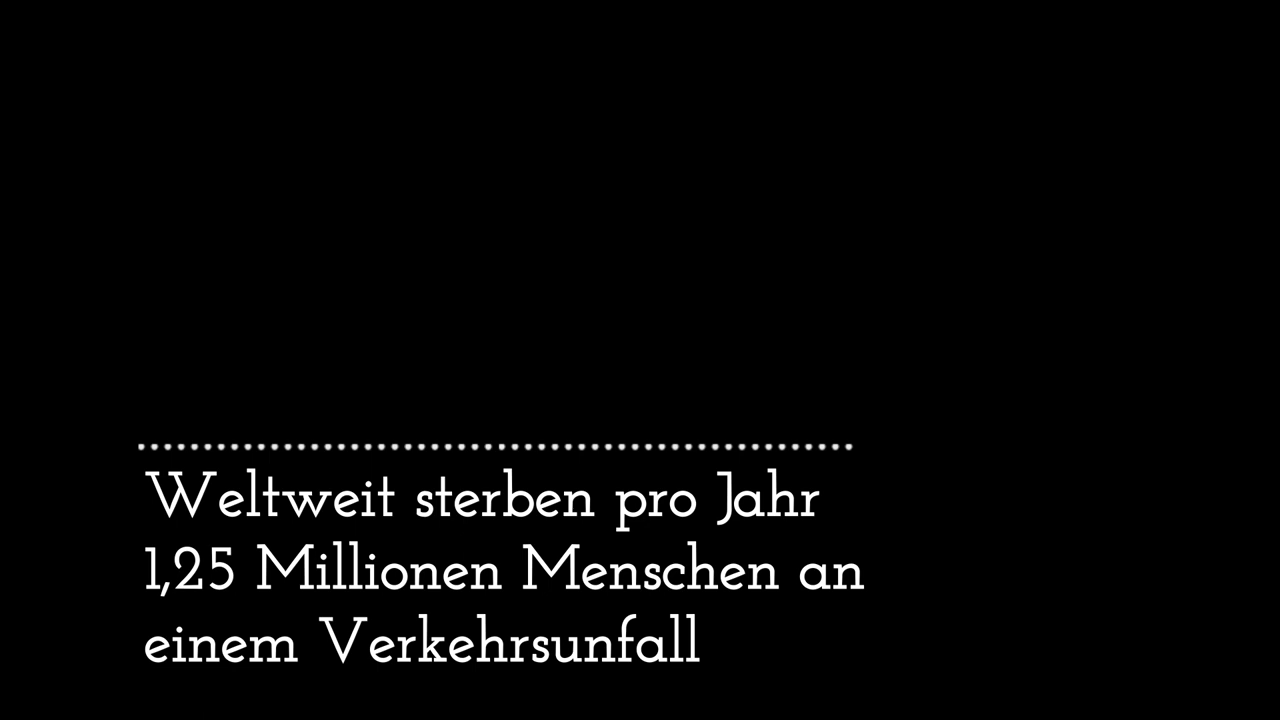 Weltweit sterben pro Jahr
1,25 Millionen Menschen an
einem Verkehrsunfall